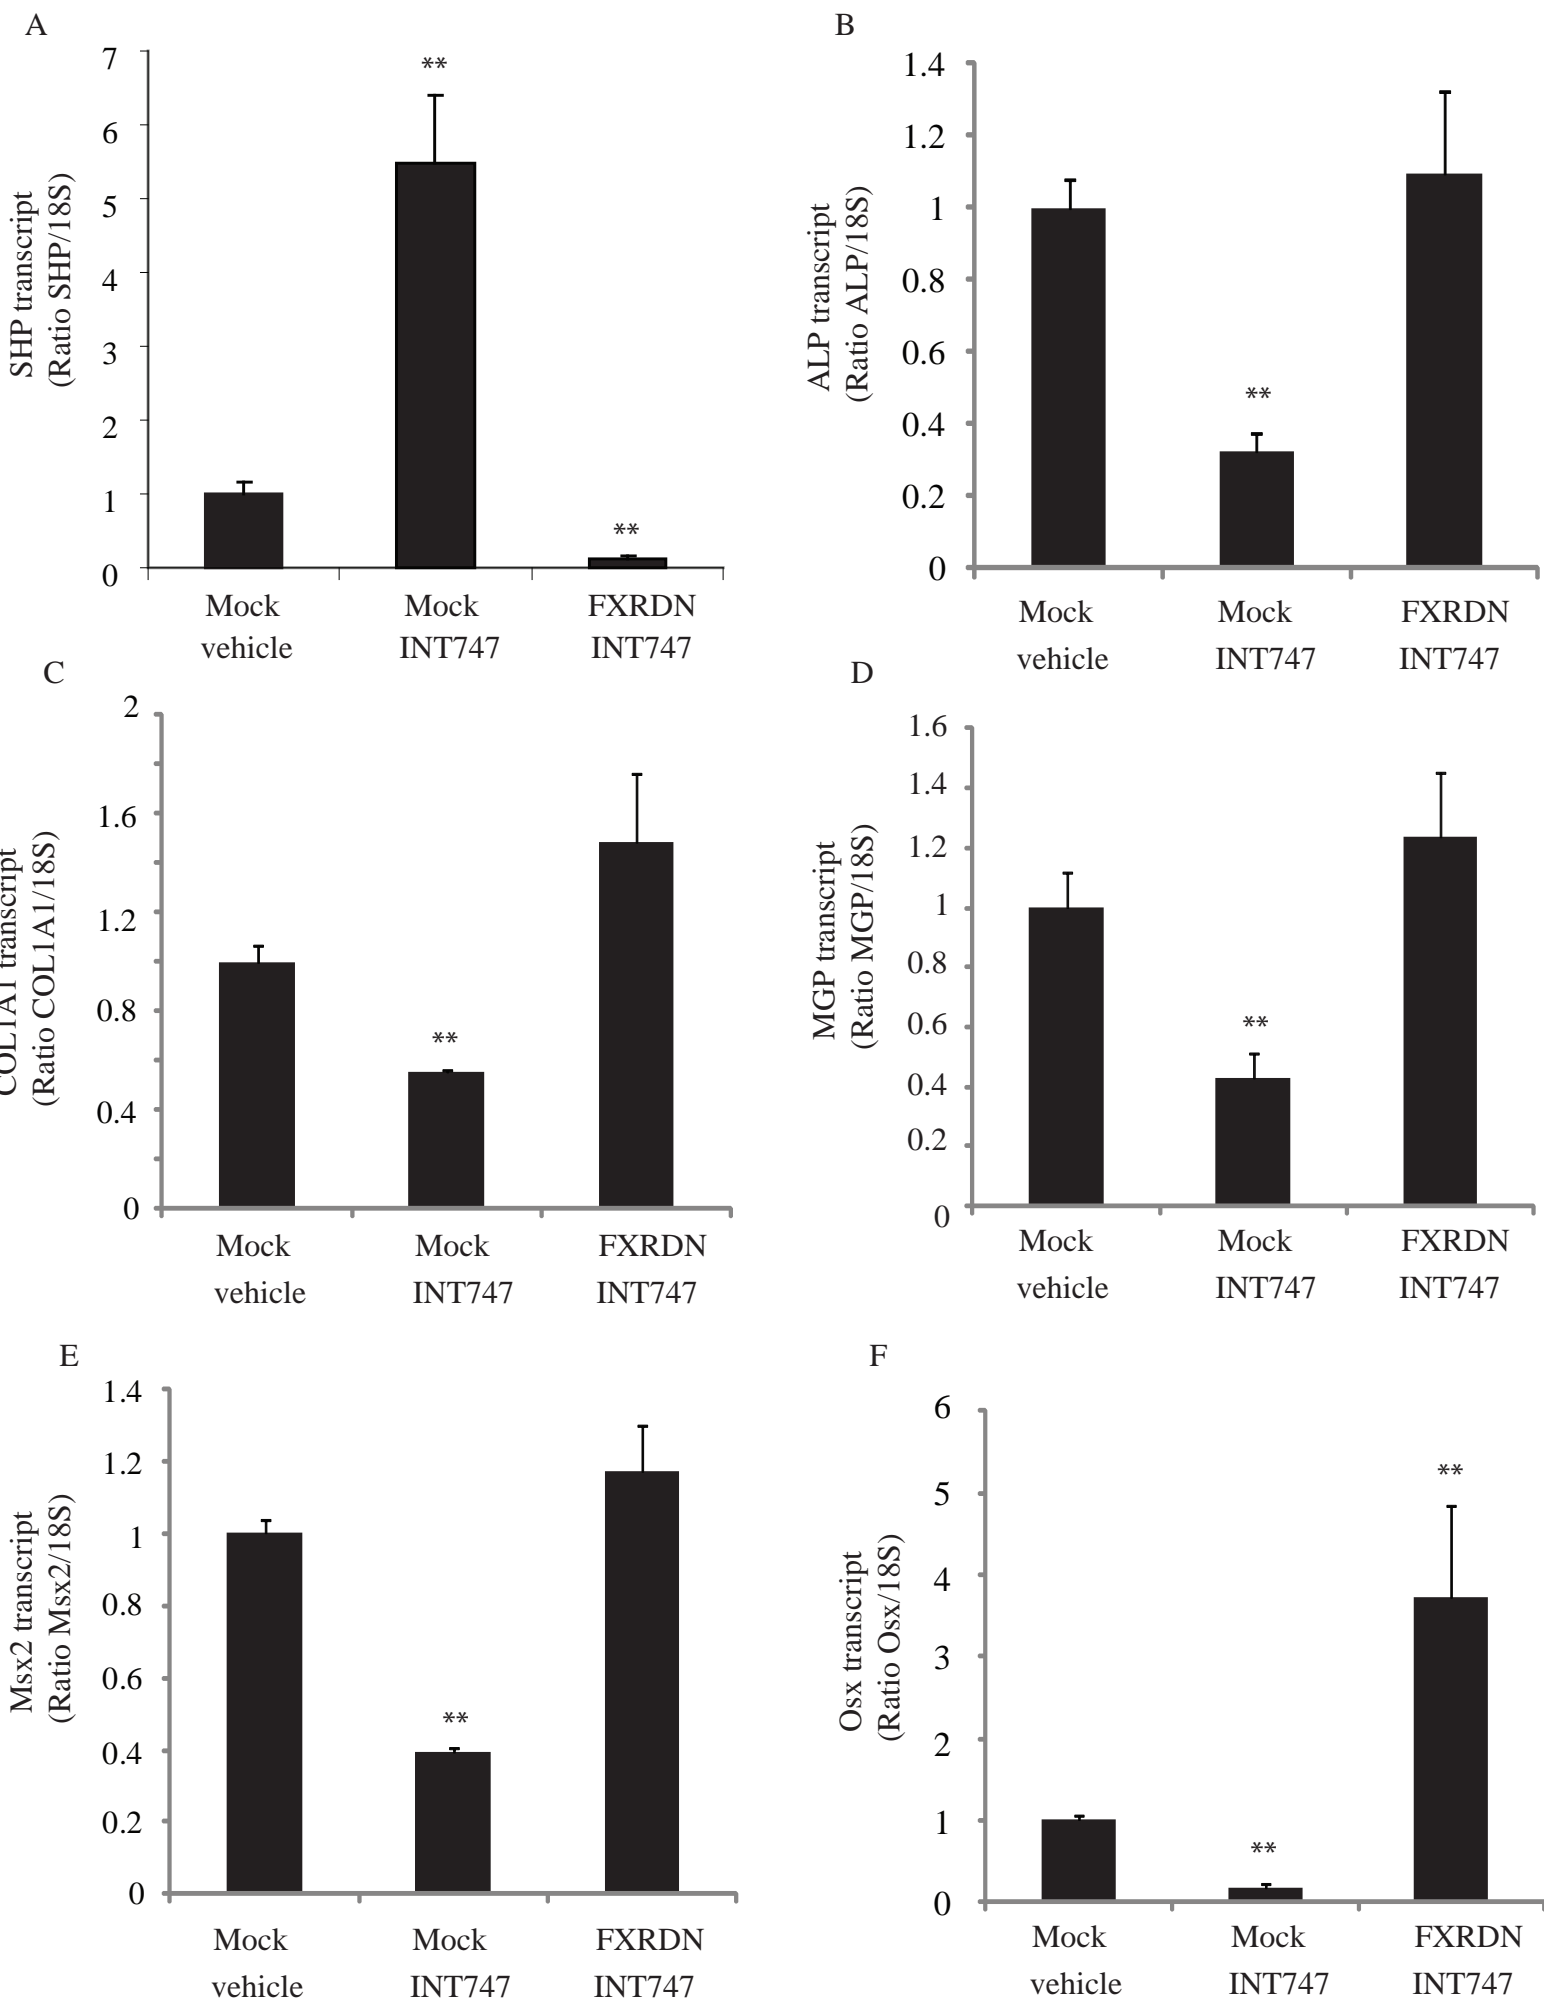 A
SHP transcript
(Ratio SHP/18S)
7
6
5
4
3
2
1
0
**
**
Mock Mock FXRDN
vehicle INT747 INT747
B
ALP transcript
(Ratio ALP/18S)
1.4
1.2
1
0.8
0.6
0.4
0.2
0
**
Mock Mock FXRDN
vehicle INT747 INT747
C
COL1A1 transcript
(Ratio COL1A1/18S)
2
1.6
1.2
0.8
0.4
0
**
Mock Mock FXRDN
vehicle INT747 INT747
D
MGP transcript
(Ratio MGP/18S)
1.6
1.4
1.2
1
0.8
0.6
0.4
0.2
0
**
Mock Mock FXRDN
vehicle INT747 INT747
E
Msx2 transcript
(Ratio Msx2/18S)
1.4
1.2
1
0.8
0.6
0.4
0.2
0
**
Mock Mock FXRDN
vehicle INT747 INT747
F
Osx transcript
(Ratio Osx/18S)
6
5
4
3
2
1
0
**
**
Mock Mock FXRDN
vehicle INT747 INT747